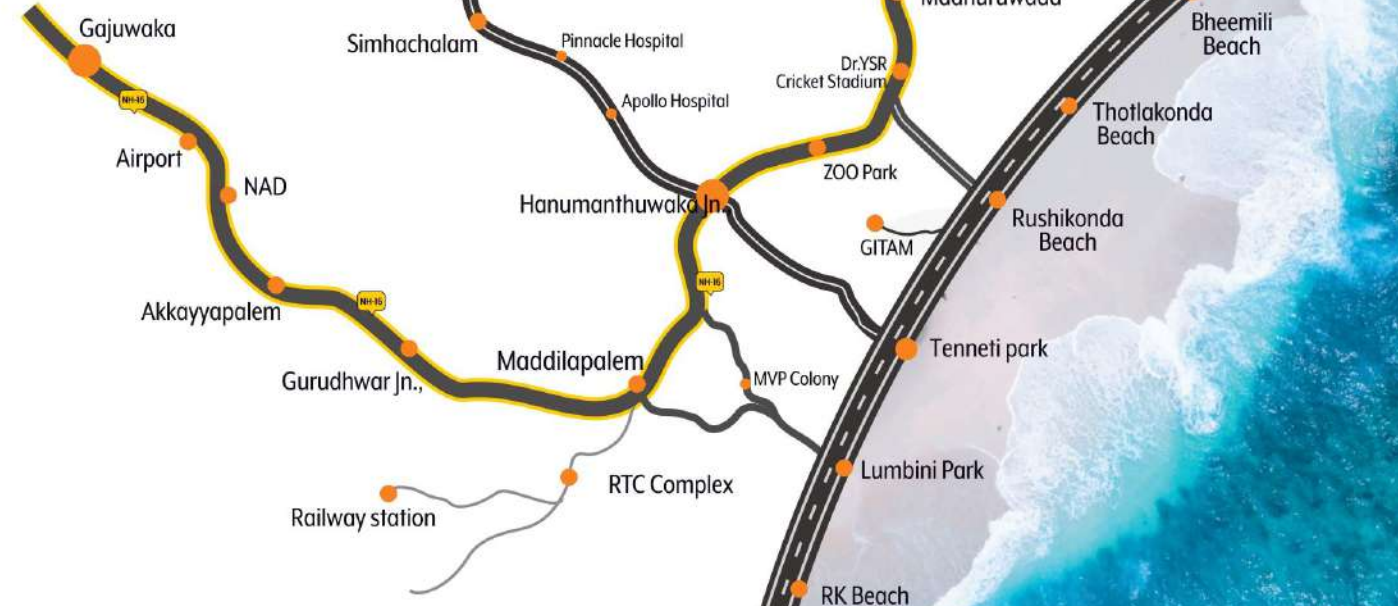 Gajuwaka
NH-16
Airport
NAD
Akkayyapalem
NH-16
Gurudhwar Jn.,
Simhachalam
Pinnacle Hospital
Apollo Hospital
Hanumanthuwaka Jn.
NH-16
Maddilapalem
MVP Colony
RTC Complex
Railway station
Dr.YSR
Cricket Stadium
ZOO Park
GITAM
Bheemili
Beach
Thotlakonda
Beach
Rushikonda
Beach
Tenneti park
Lumbini Park
RK Beach